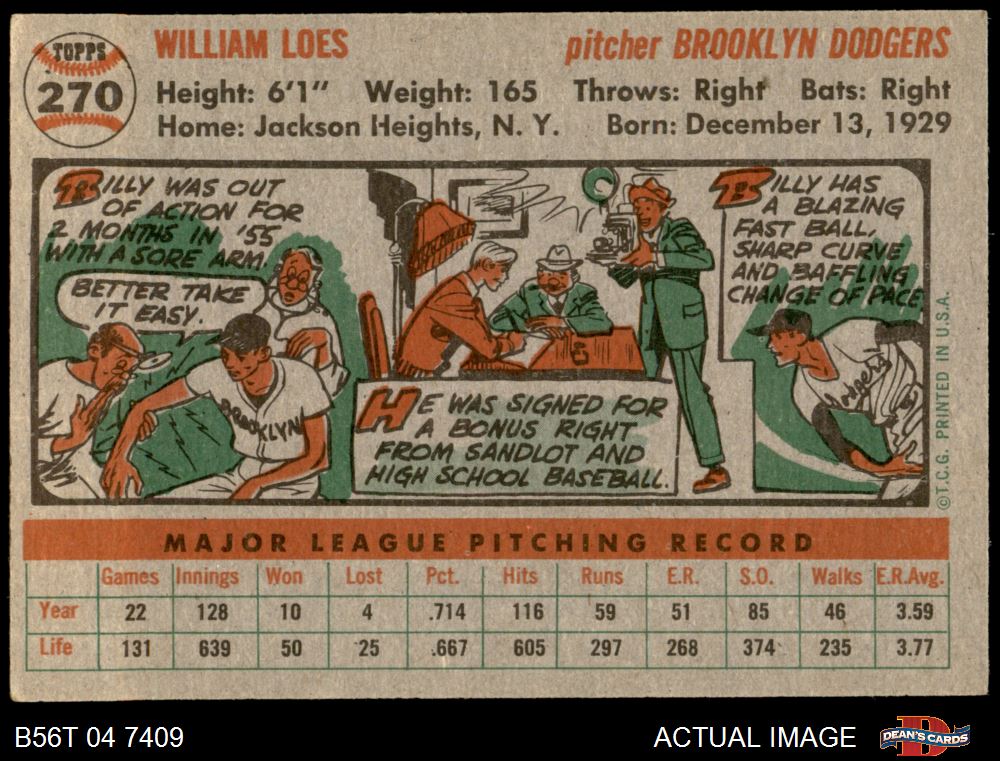 TOPPS
270
WILLIAM LOES
pitcher BROOKLYN DODGERS
Height: 6'1" Weight: 165 Throws: Right Bats: Right
Home: Jackson Heights, N. Y. Born: December 13, 1929
BILLY WAS OUT
OF ACTION FOR
2 MONTHS IN '55
WITH A SORE ARM.
BETTER TAKE
IT EASY.
BROOKLYN
HE WAS SIGNED FOR
A BONUS RIGHT
FROM SANDLOT AND
HIGH SCHOOL BASEBALL.
BILLY HAS
A BLAZING
FAST BALL,
SHARP CURVE
AND BAFFLING
CHANGE OF PACE
Dodgers
©T.C.G. PRINTED IN U.S.A.
MAJOR LEAGUE PITCHING RECORD
Games Innings Won Lost Pct. Hits Runs E.R. S.O. Walks E.R.Avg.
Year 22 128 10 4 .714 116 59 51 85 46 3.59
Life 131 639 50 25 .667 605 297 268 374 235 3.77
B56T 04 7409
ACTUAL IMAGE
DEAN'S CARDS